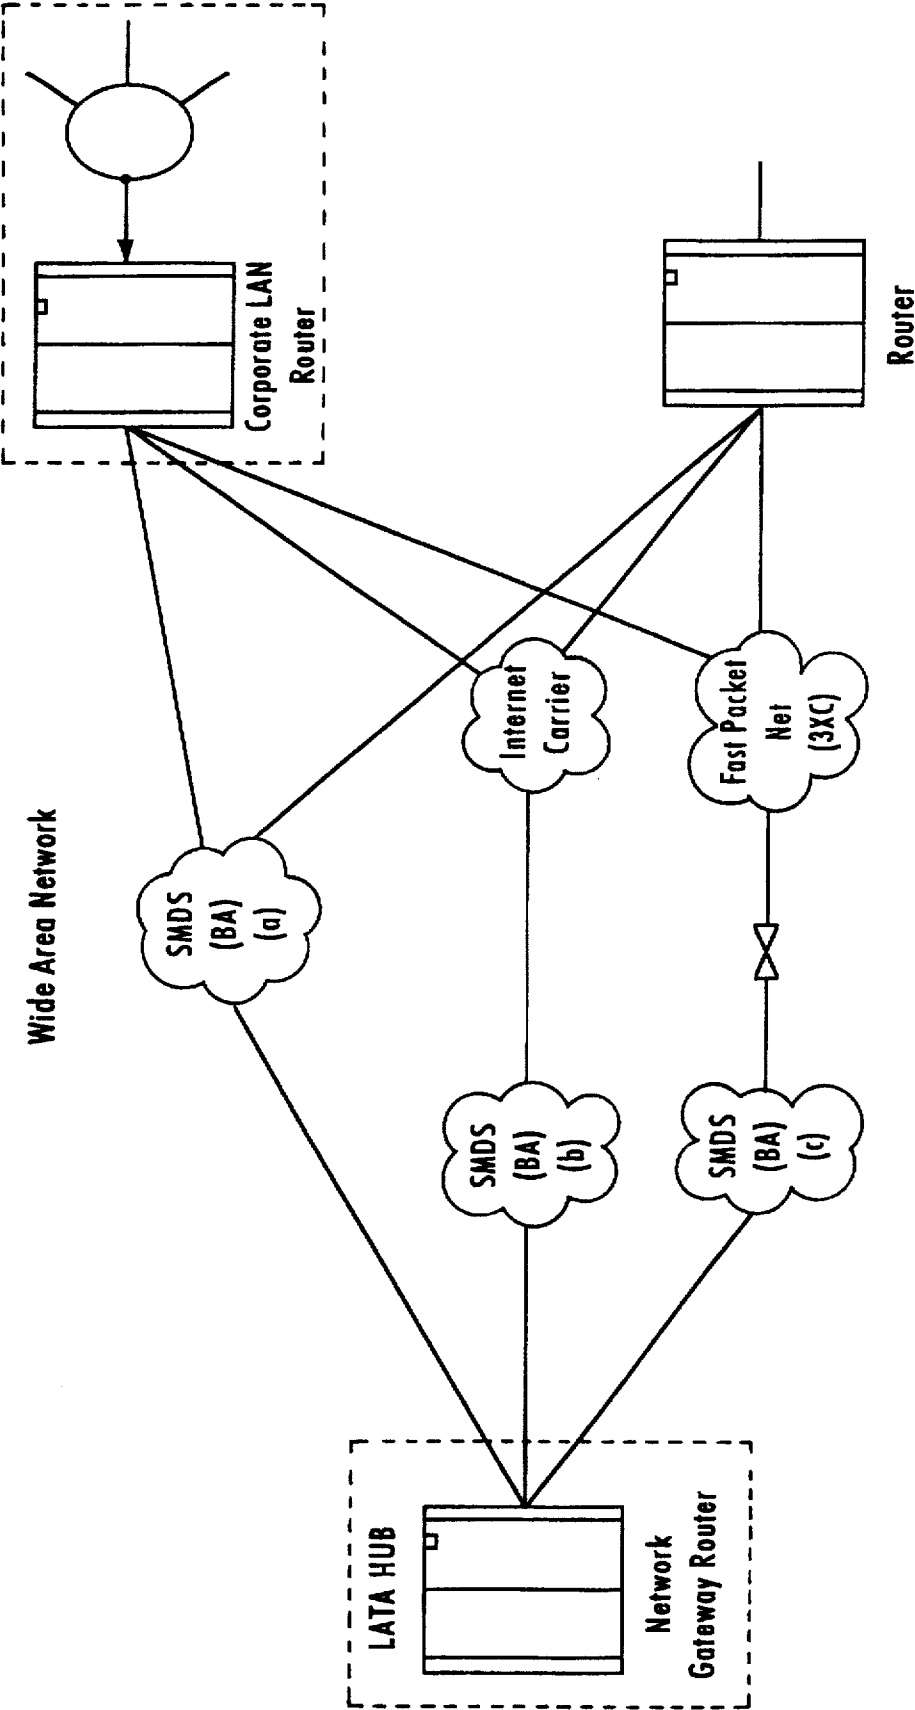 Wide Area Network
LATA HUB
Network
Gateway Router
SMDS
(BA)
(a)
SMDS
(BA)
(b)
SMDS
(BA)
(c)
Internet
Carrier
Fast Packet
Net
(3XC)
Corporate LAN
Router
Router